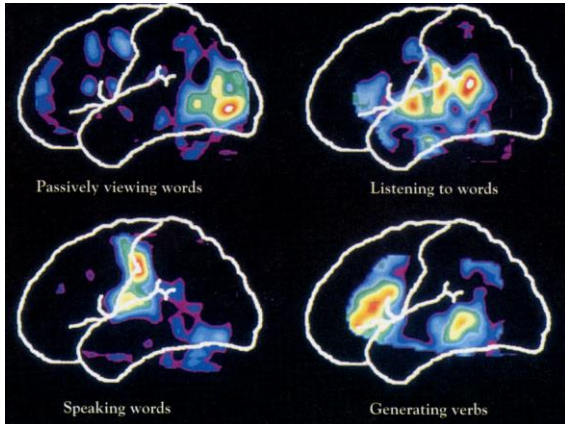 Passively viewing words
Listening to words
Speaking words
Generating verbs